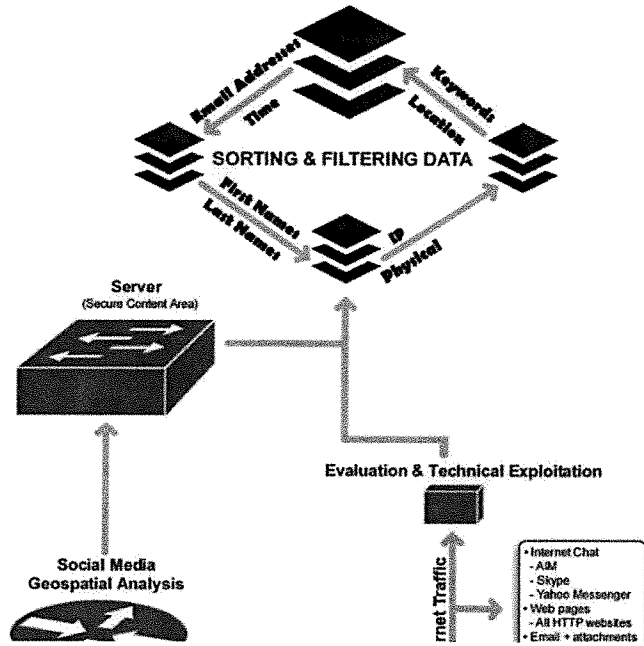 Email Addresses
Time
Keywords
Location
SORTING & FILTERING DATA
First Names
Last Names
IP
Physical
Server
(Secure Content Area)
Evaluation & Technical Exploitation
Social Media
Geospatial Analysis
rnet Traffic
• Internet Chat
- AIM
- Skype
- Yahoo Messenger
• Web pages
- All HTTP websites
• Email + attachments